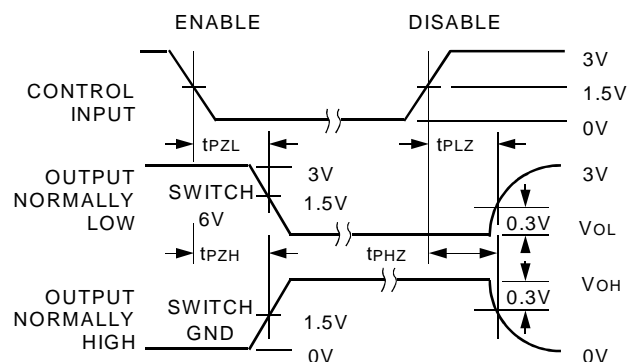 ENABLE DISABLE
3V
CONTROL INPUT
1.5V
0V
tPZL tPLZ
OUTPUT NORMALLY LOW
3V
3V
SWITCH 6V
1.5V
0.3V
VOL
tPZH tPHZ
VOH
OUTPUT NORMALLY HIGH
SWITCH GND
0.3V
1.5V
0V
0V